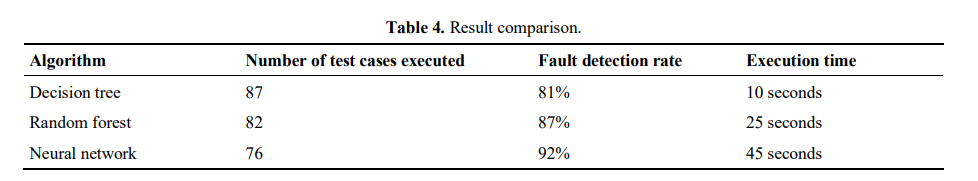 Table 4. Result comparison.
Algorithm Number of test cases executed Fault detection rate Execution time
Decision tree 87 81% 10 seconds
Random forest 82 87% 25 seconds
Neural network 76 92% 45 seconds